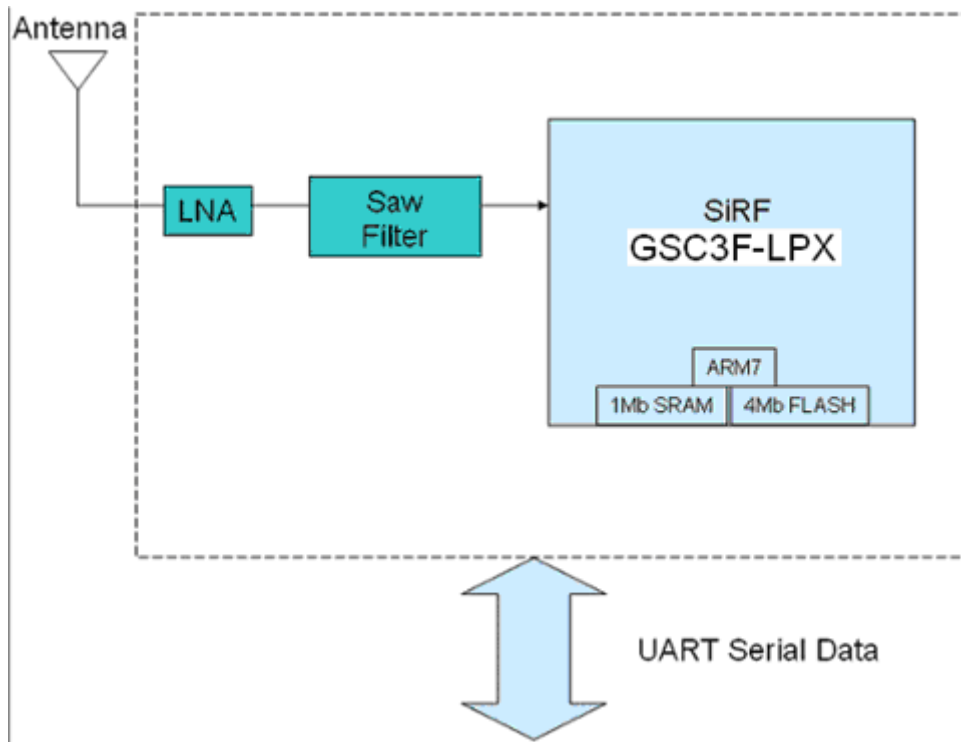 Antenna
LNA
Saw
Filter
SiRF
GSC3F-LPX
ARM7
1Mb SRAM
4Mb FLASH
UART Serial Data